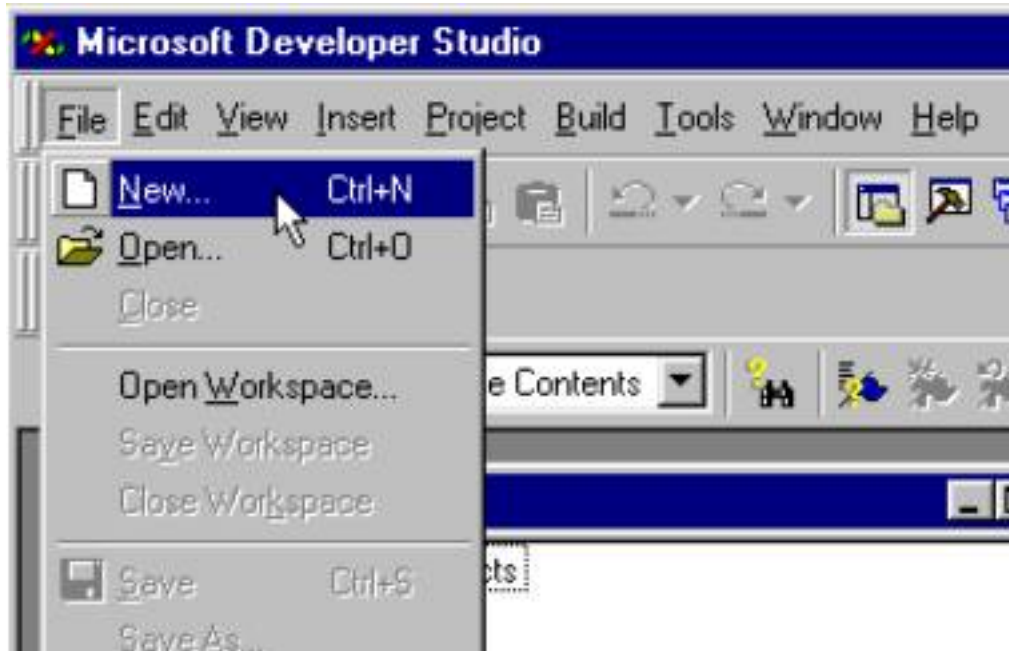 Microsoft Developer Studio
File Edit View Insert Project Build Tools Window Help
New... Ctrl+N
Open... Ctrl+O
Close
Open Workspace...
e Contents
Save Workspace
Close Workspace
cts
Save Ctrl+S
Save As...